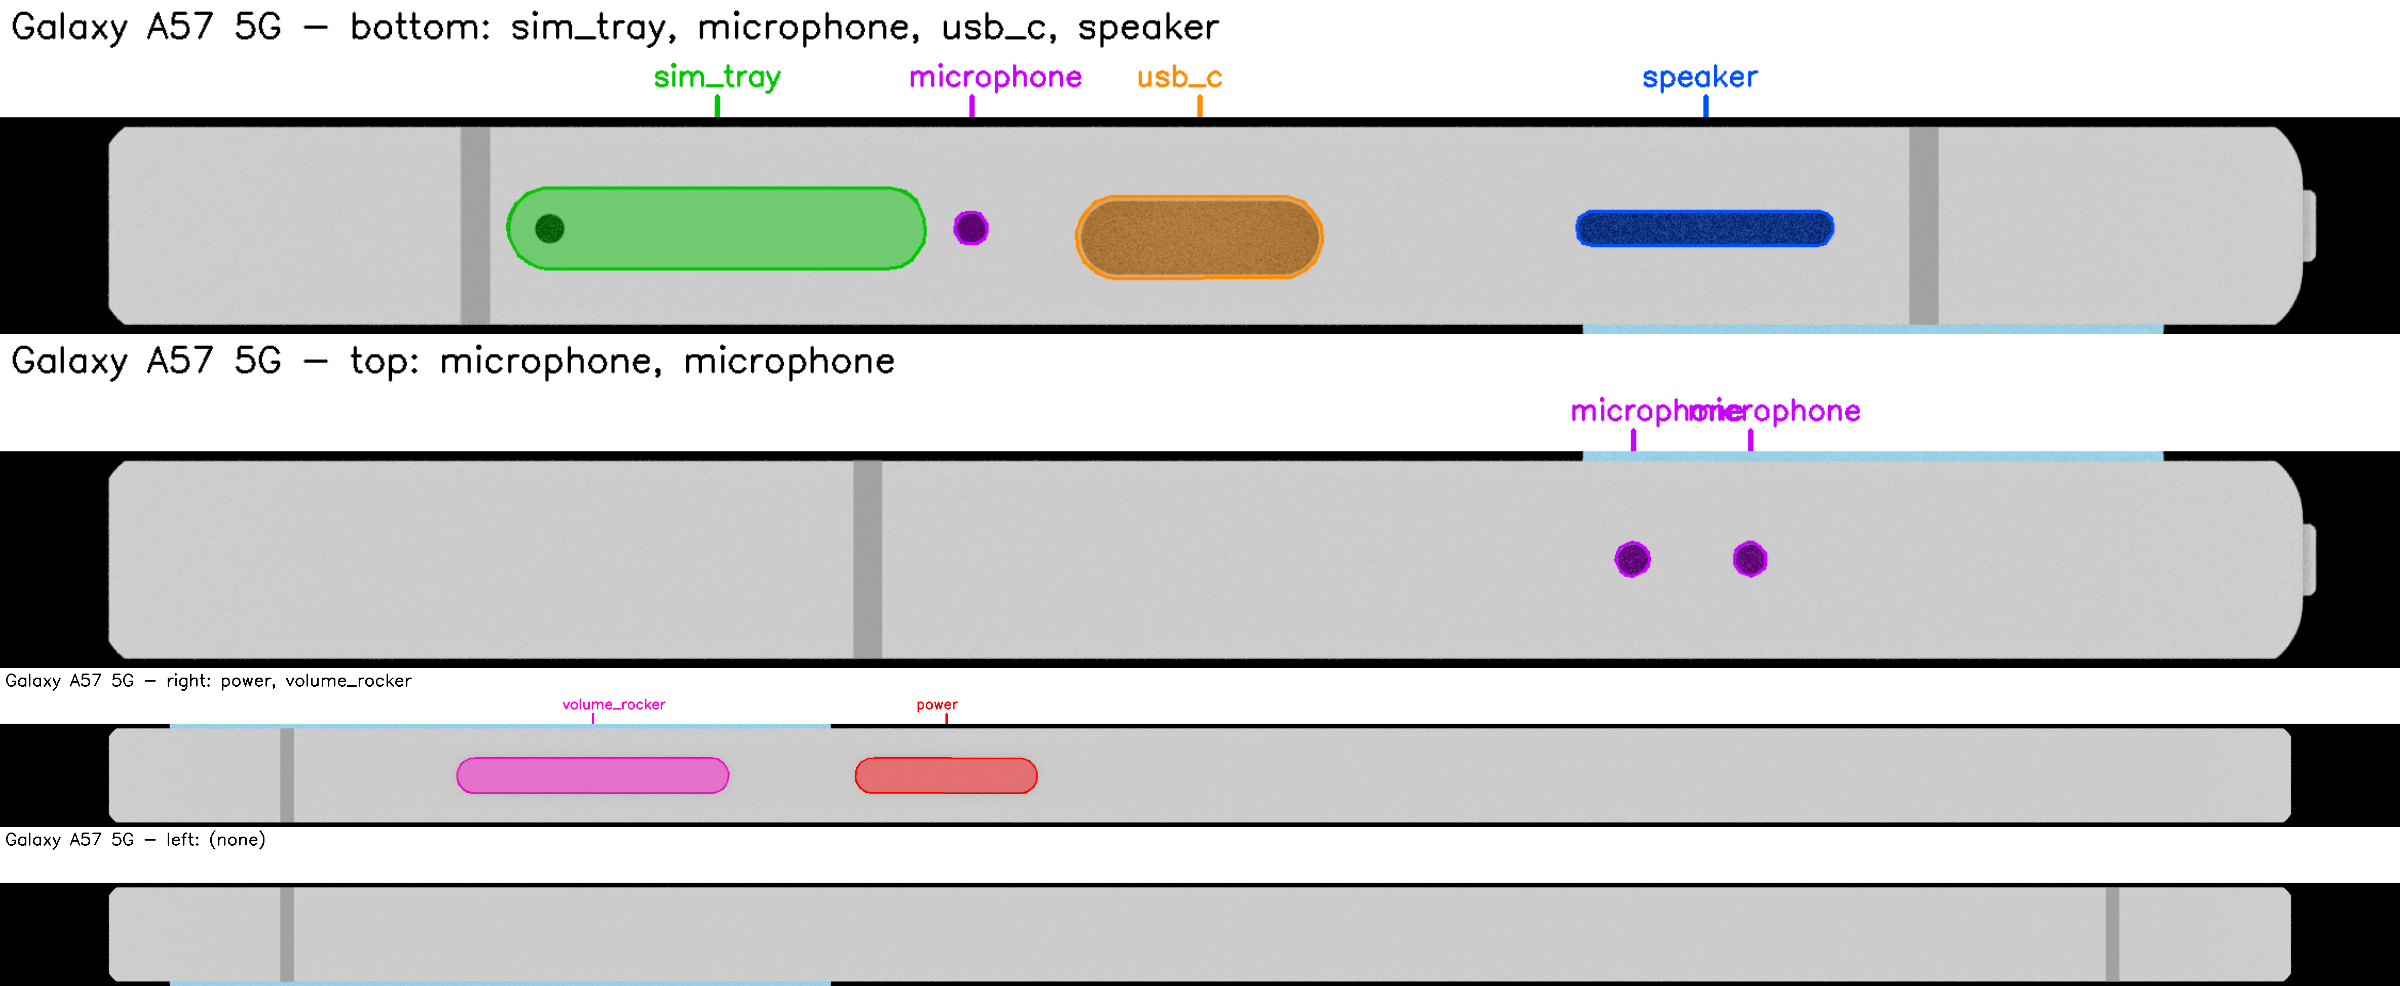 Galaxy A57 5G – bottom: sim_tray, microphone, usb_c, speaker
sim_tray microphone usb_c speaker
Galaxy A57 5G – top: microphone, microphone
microphone microphone
Galaxy A57 5G – right: power, volume_rocker
volume_rocker power
Galaxy A57 5G – left: (none)